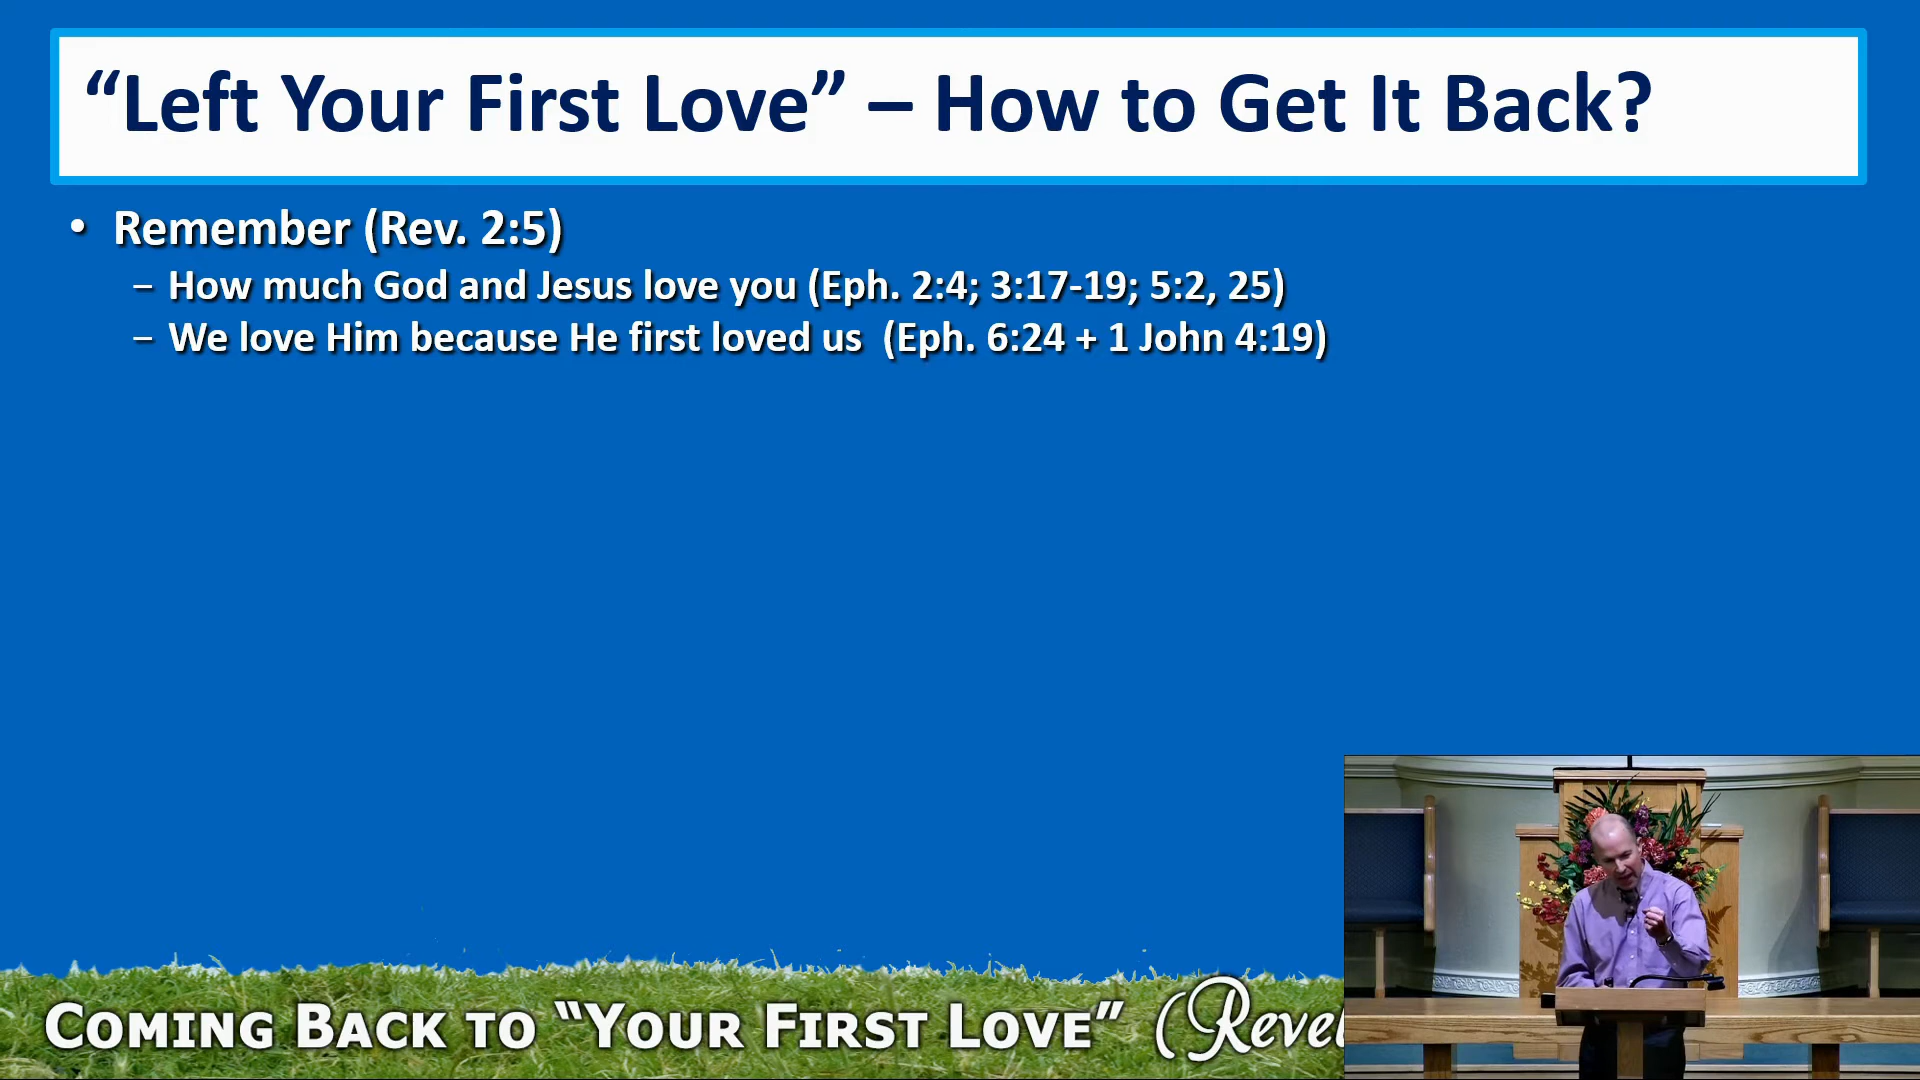 “Left Your First Love” – How to Get It Back?
• Remember (Rev. 2:5)
– How much God and Jesus love you (Eph. 2:4; 3:17-19; 5:2, 25)
– We love Him because He first loved us (Eph. 6:24 + 1 John 4:19)
Coming Back to “Your First Love” (Revel